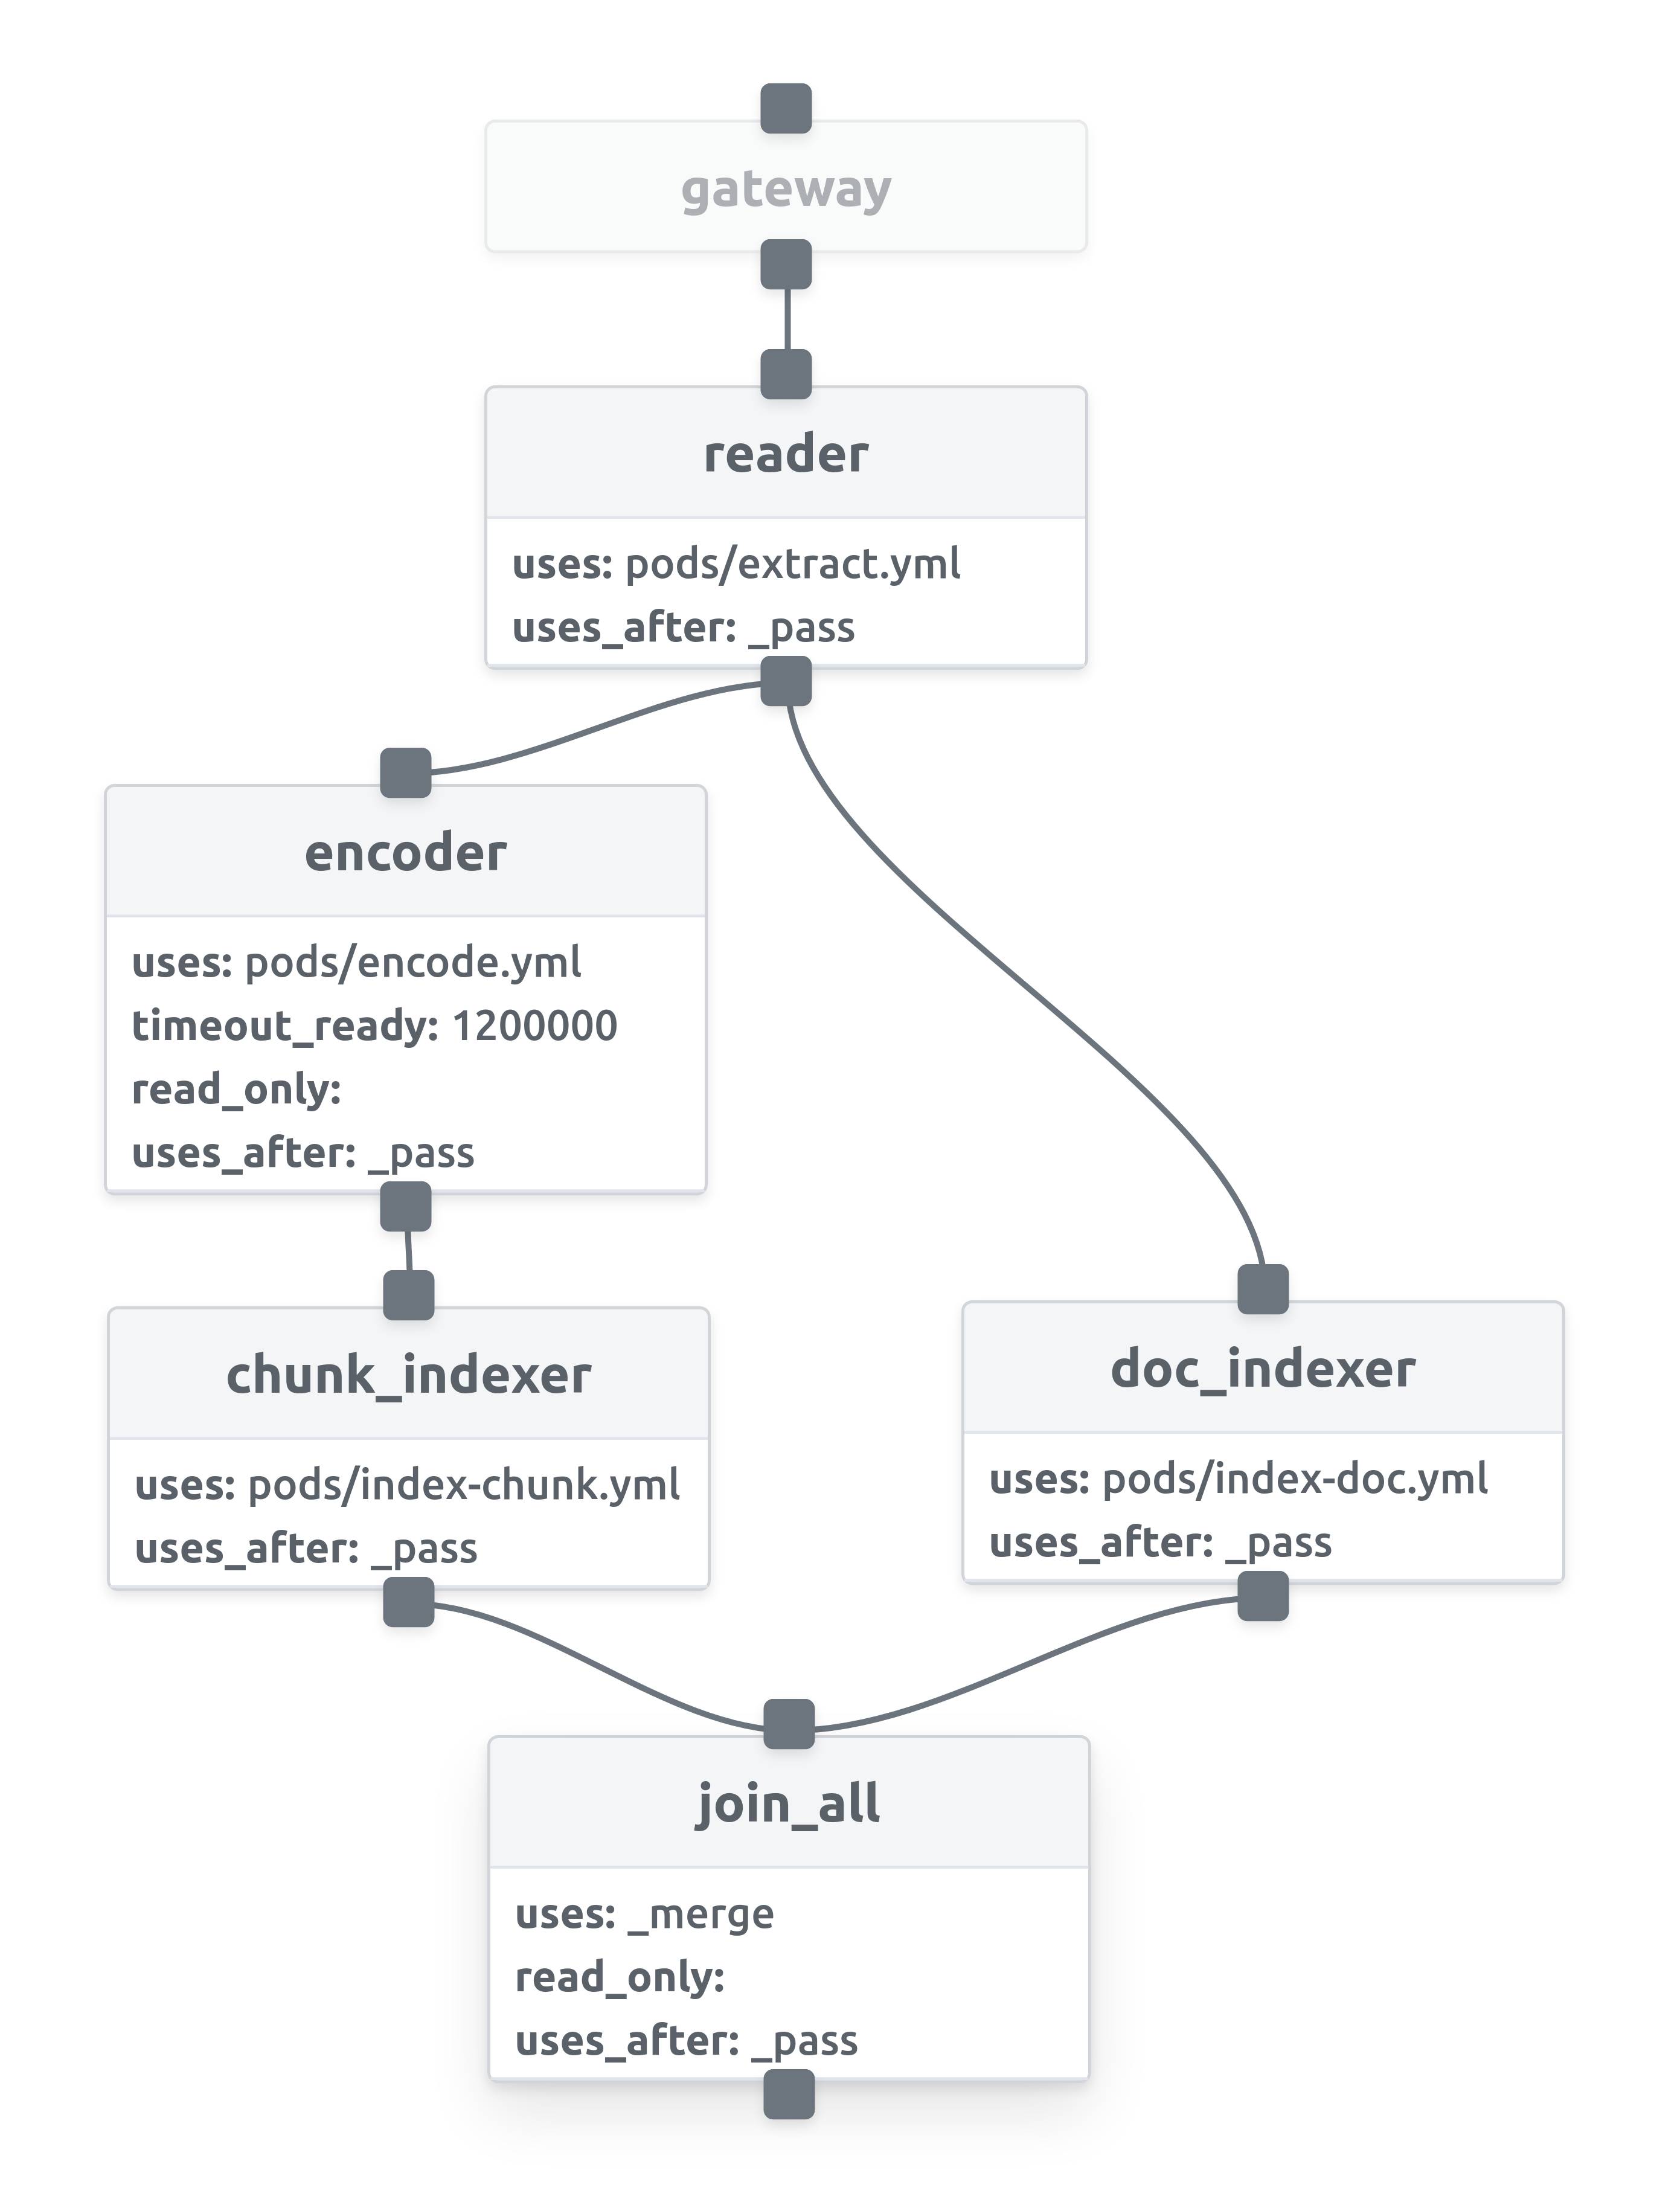 gateway
reader
uses: pods/extract.yml
uses_after: _pass
encoder
uses: pods/encode.yml
timeout_ready: 1200000
read_only:
uses_after: _pass
chunk_indexer
uses: pods/index-chunk.yml
uses_after: _pass
doc_indexer
uses: pods/index-doc.yml
uses_after: _pass
join_all
uses: _merge
read_only:
uses_after: _pass